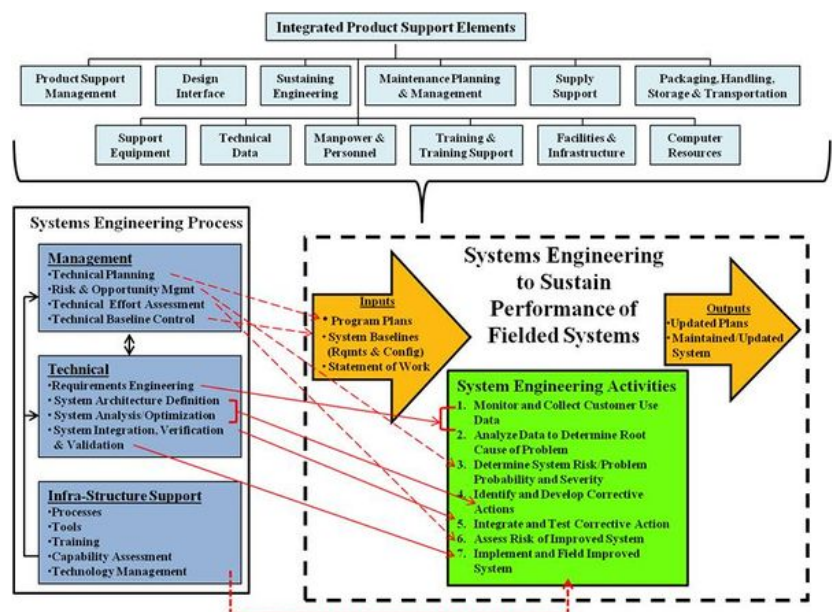 Integrated Product Support Elements
Product Support
Management
Design
Interface
Sustaining
Engineering
Maintenance Planning
& Management
Supply
Support
Packaging, Handling,
Storage & Transportation
Support
Equipment
Technical
Data
Manpower &
Personnel
Training &
Training Support
Facilities &
Infrastructure
Computer
Resources
Systems Engineering Process
Management
•Technical Planning
•Risk & Opportunity Mgmt
•Technical Effort Assessment
•Technical Baseline Control
Technical
•Requirements Engineering
•System Architecture Definition
•System Analysis/Optimization
•System Integration, Verification
& Validation
Infra-Structure Support
•Processes
•Tools
•Training
•Capability Assessment
•Technology Management
Inputs
• Program Plans
• System Baselines
(Rqmts & Config)
• Statement of Work
Systems Engineering
to Sustain
Performance of
Fielded Systems
Outputs
•Updated Plans
• Maintained/Updated
System
System Engineering Activities
1. Monitor and Collect Customer Use
Data
2. Analyze Data to Determine Root
Cause of Problem
3. Determine System Risk/Problem
Probability and Severity
4. Identify and Develop Corrective
Actions
5. Integrate and Test Corrective Action
6. Assess Risk of Improved System
7. Implement and Field Improved
System